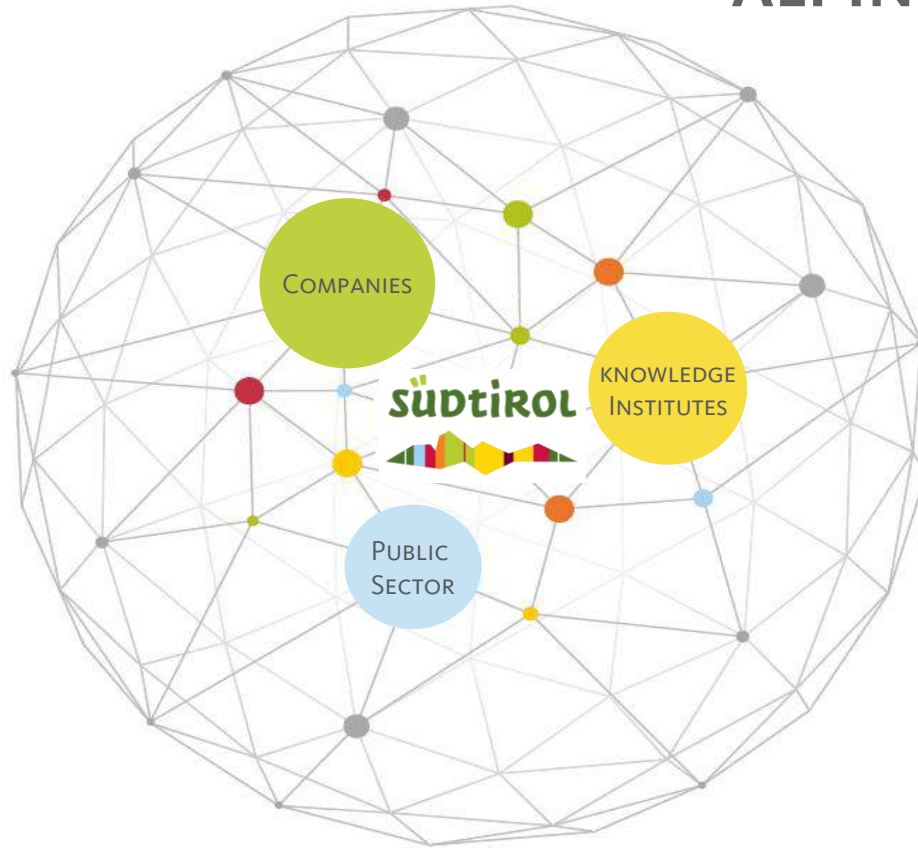 COMPANIES
KNOWLEDGE
INSTITUTES
SÜDTIROL
PUBLIC
SECTOR